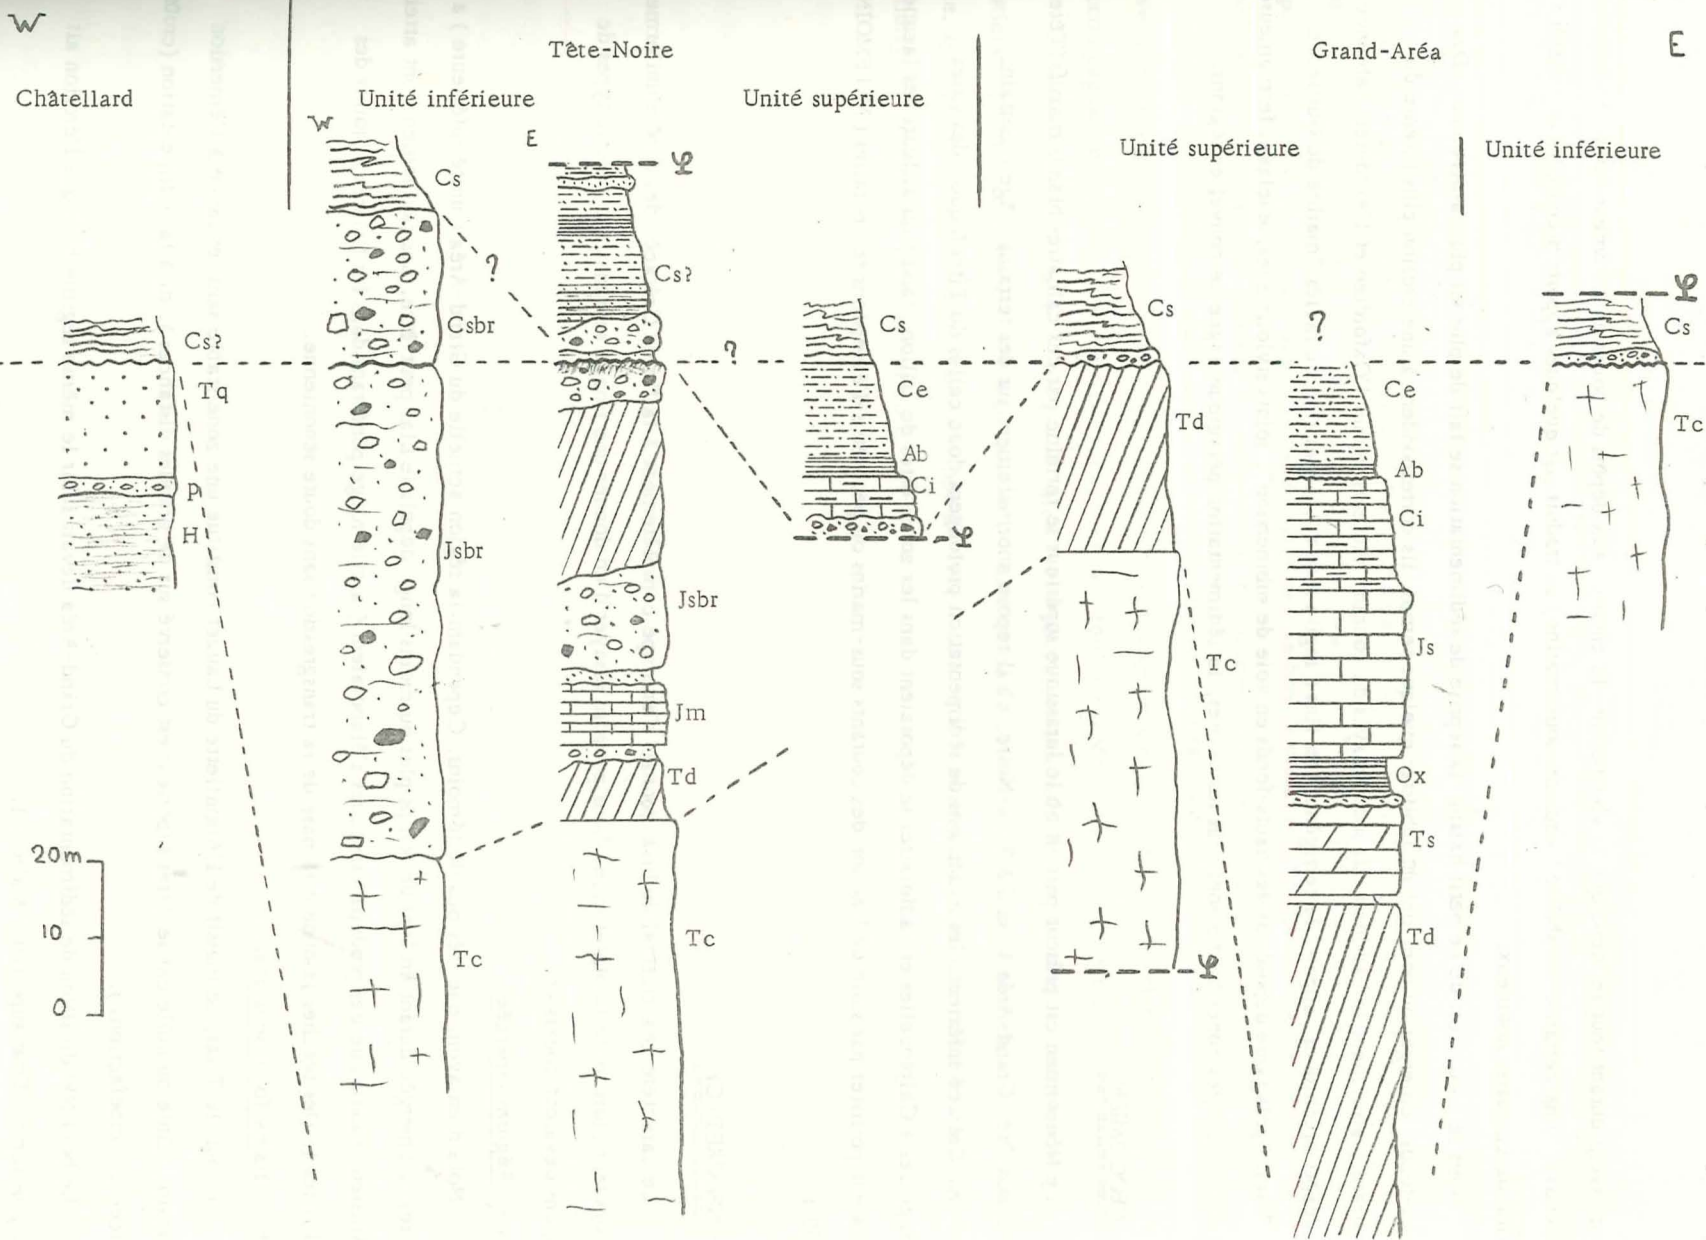 W
E
Tête-Noire
Grand-Aréa
Châtellard
Unité inférieure
Unité supérieure
Unité supérieure
Unité inférieure
W
E
Cs?
Tq
P
H
Cs
?
Csbr
Jsbr
Tc
Cs?
Jsbr
Jm
Td
Tc
?
Cs
Ce
Ab
Ci
Cs
Td
Tc
?
Ce
Ab
Ci
Js
Ox
Ts
Td
Cs
Tc
20m
10
0